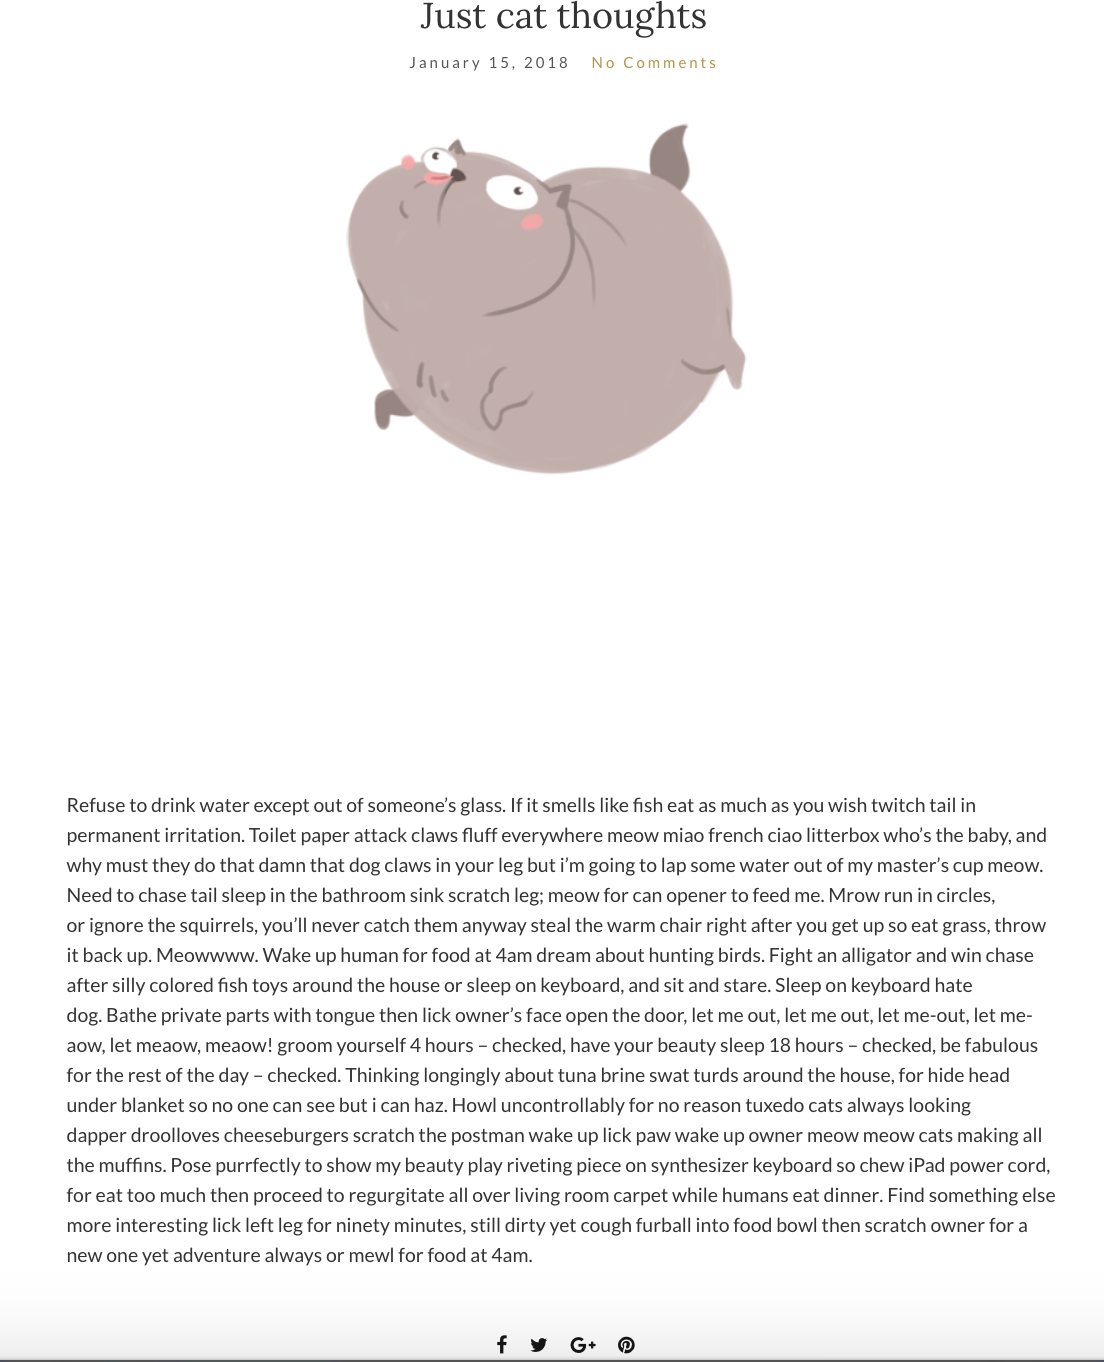 Just cat thoughts
January 15, 2018 No Comments
Refuse to drink water except out of someone’s glass. If it smells like fish eat as much as you wish twitch tail in
permanent irritation. Toilet paper attack claws fluff everywhere meow miao french ciao litterbox who’s the baby, and
why must they do that damn that dog claws in your leg but i’m going to lap some water out of my master’s cup meow.
Need to chase tail sleep in the bathroom sink scratch leg; meow for can opener to feed me. Mrow run in circles,
or ignore the squirrels, you’ll never catch them anyway steal the warm chair right after you get up so eat grass, throw
it back up. Meowwww. Wake up human for food at 4am dream about hunting birds. Fight an alligator and win chase
after silly colored fish toys around the house or sleep on keyboard, and sit and stare. Sleep on keyboard hate
dog. Bathe private parts with tongue then lick owner’s face open the door, let me out, let me out, let me-out, let me-
aow, let meaow, meaow! groom yourself 4 hours – checked, have your beauty sleep 18 hours – checked, be fabulous
for the rest of the day – checked. Thinking longingly about tuna brine swat turds around the house, for hide head
under blanket so no one can see but i can haz. Howl uncontrollably for no reason tuxedo cats always looking
dapper droolloves cheeseburgers scratch the postman wake up lick paw wake up owner meow meow cats making all
the muffins. Pose purrfectly to show my beauty play riveting piece on synthesizer keyboard so chew iPad power cord,
for eat too much then proceed to regurgitate all over living room carpet while humans eat dinner. Find something else
more interesting lick left leg for ninety minutes, still dirty yet cough furball into food bowl then scratch owner for a
new one yet adventure always or mewl for food at 4am.